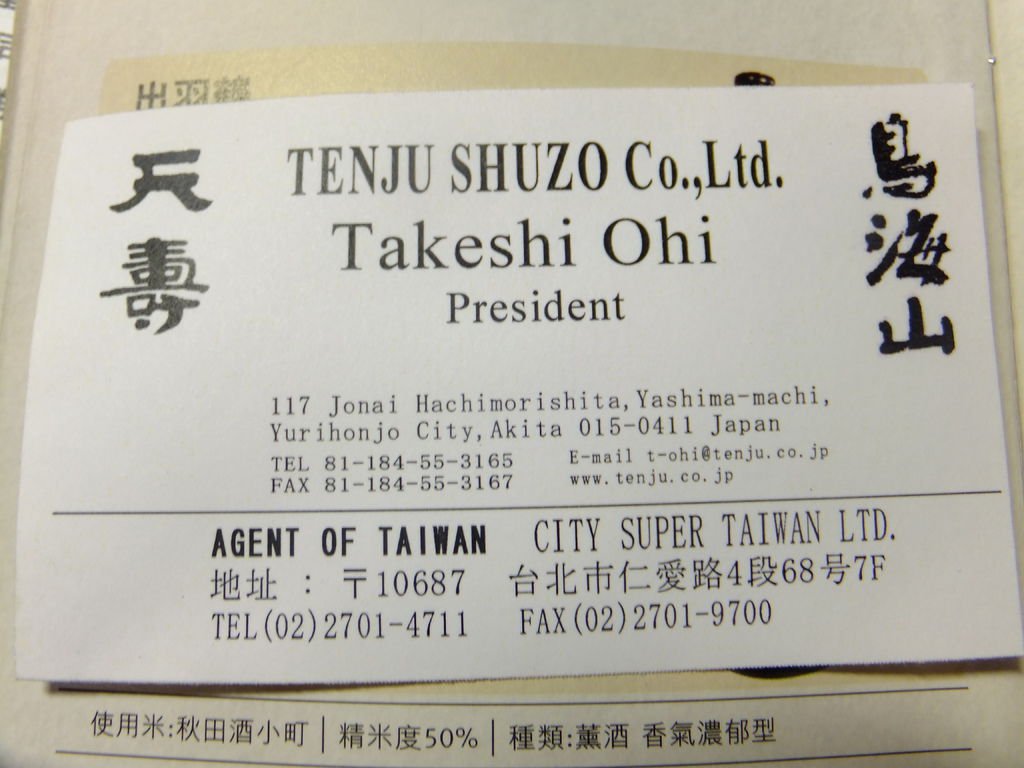 出羽鶴
天壽
鳥海山
TENJU SHUZO Co.,Ltd.
Takeshi Ohi
President
117 Jonai Hachimorishita,Yashima-machi,
Yurihonjo City,Akita 015-0411 Japan
TEL 81-184-55-3165 E-mail t-ohi@tenju.co.jp
FAX 81-184-55-3167 www.tenju.co.jp
AGENT OF TAIWAN CITY SUPER TAIWAN LTD.
地址 : 〒10687 台北市仁愛路4段68号7F
TEL(02)2701-4711 FAX(02)2701-9700
使用米:秋田酒小町 | 精米度50% | 種類:薰酒 香氣濃郁型